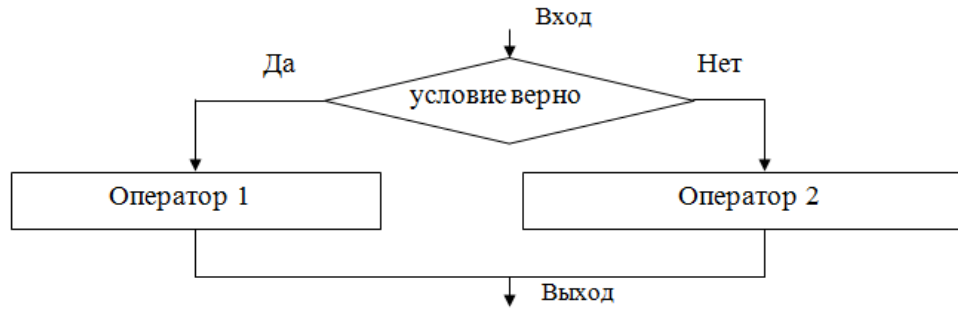 Вход
Да
Нет
условие верно
Оператор 1
Оператор 2
Выход